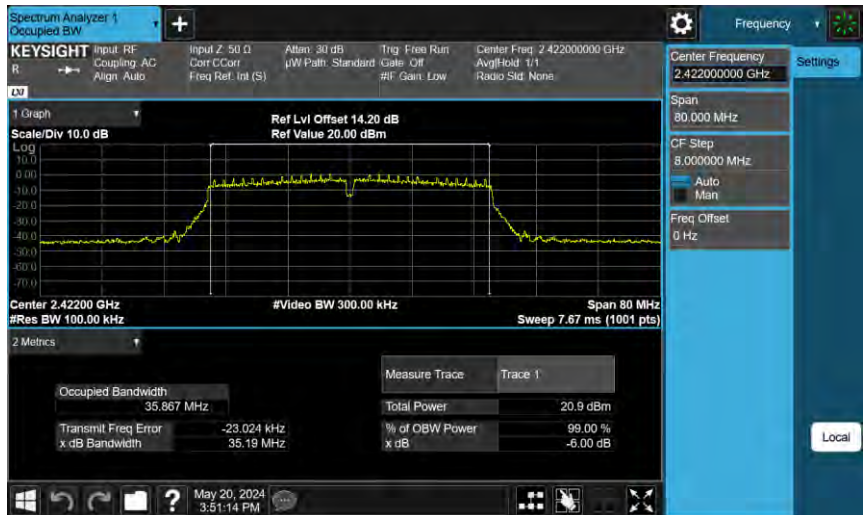 Spectrum Analyzer 1
Occupied BW
+
Frequency
KEYSIGHT
R
LXI
Input: RF
Coupling: AC
Align: Auto
Input Z: 50 Ω
Corr CCorr
Freq Ref: Int (S)
Atten: 30 dB
µW Path: Standard
Trig: Free Run
Gate: Off
#IF Gain: Low
Center Freq: 2.422000000 GHz
Avg|Hold: 1/1
Radio Std: None
Center Frequency
2.422000000 GHz
Settings
Span
80.000 MHz
CF Step
8.000000 MHz
Auto
Man
Freq Offset
0 Hz
Local
1 Graph
Scale/Div 10.0 dB
Ref Lvl Offset 14.20 dB
Ref Value 20.00 dBm
Log
10.0
0.00
-10.0
-20.0
-30.0
-40.0
-50.0
-60.0
-70.0
Center 2.42200 GHz
#Res BW 100.00 kHz
#Video BW 300.00 kHz
Span 80 MHz
Sweep 7.67 ms (1001 pts)
2 Metrics
Occupied Bandwidth
35.867 MHz
Transmit Freq Error -23.024 kHz
x dB Bandwidth 35.19 MHz
Measure Trace Trace 1
Total Power 20.9 dBm
% of OBW Power 99.00 %
x dB -6.00 dB
?
May 20, 2024
3:51:14 PM